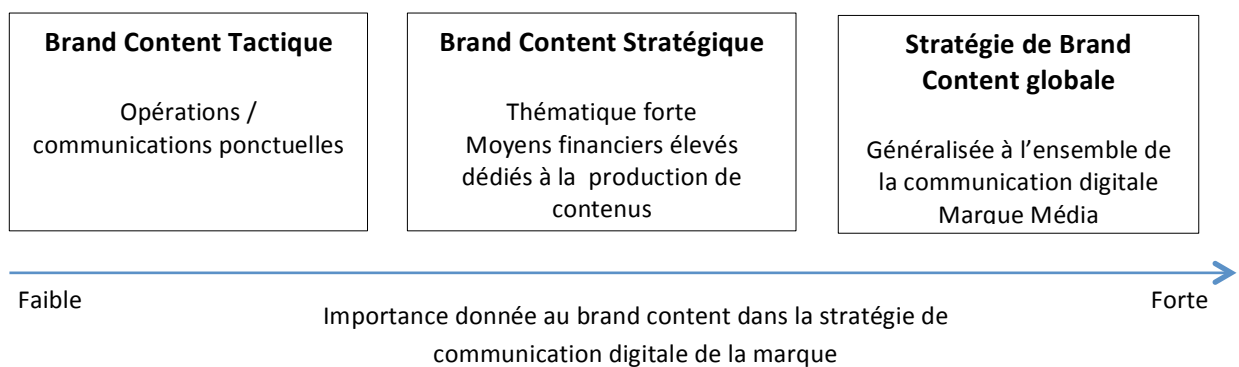 Brand Content Tactique
Opérations /
communications ponctuelles
Brand Content Stratégique
Thématique forte
Moyens financiers élevés
dédiés à la production de
contenus
Stratégie de Brand
Content globale
Généralisée à l’ensemble de
la communication digitale
Marque Média
Faible
Forte
Importance donnée au brand content dans la stratégie de
communication digitale de la marque